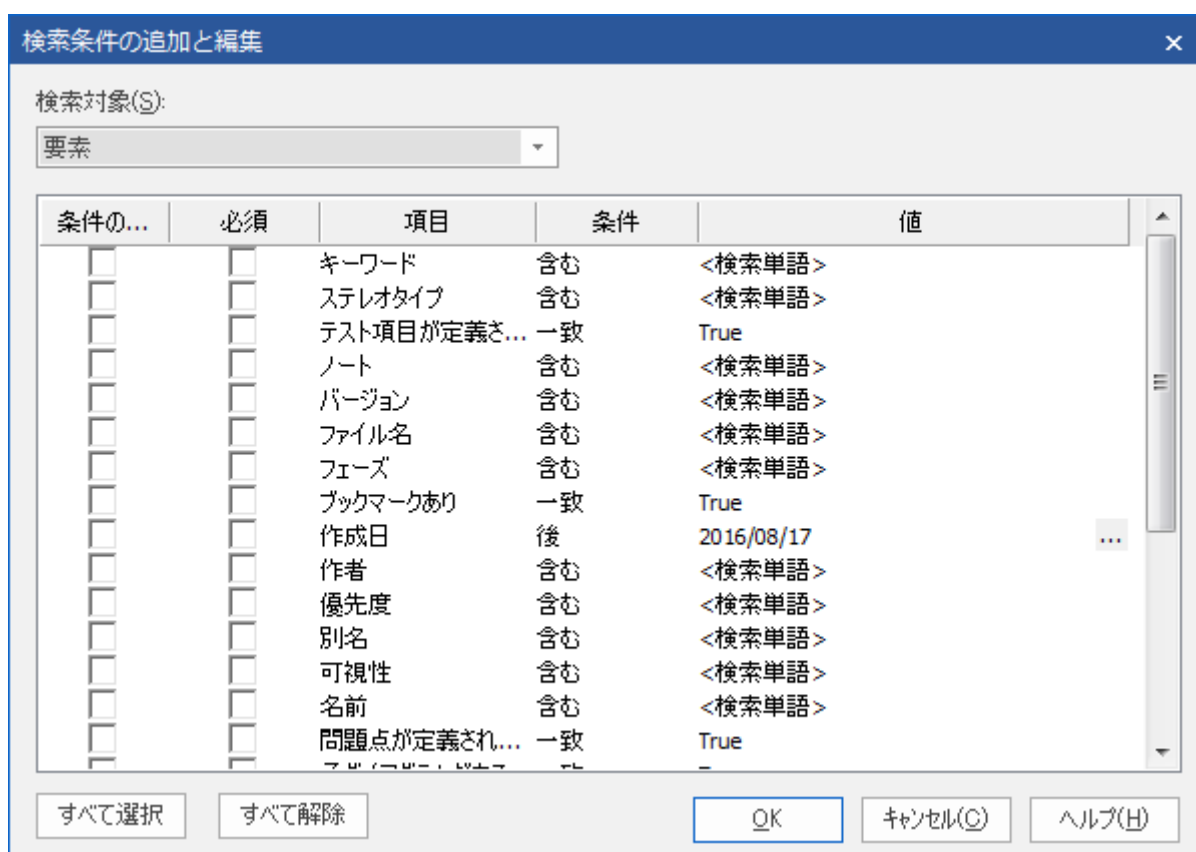 検索条件の追加と編集
検索対象(S):
要素
条件の... 必須 項目 条件 値
キーワード 含む <検索単語>
ステレオタイプ 含む <検索単語>
テスト項目が定義さ... 一致 True
ノート 含む <検索単語>
バージョン 含む <検索単語>
ファイル名 含む <検索単語>
フェーズ 含む <検索単語>
ブックマークあり 一致 True
作成日 後 2016/08/17 ...
作者 含む <検索単語>
優先度 含む <検索単語>
別名 含む <検索単語>
可視性 含む <検索単語>
名前 含む <検索単語>
問題点が定義され... 一致 True
すべて選択 すべて解除 OK キャンセル(C) ヘルプ(H)